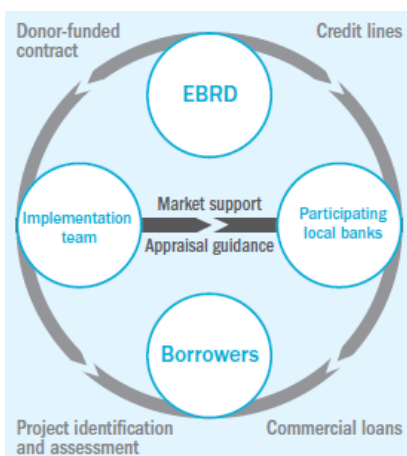 Donor-funded
contract
Credit lines
EBRD
Implementation
team
Market support
Appraisal guidance
Participating
local banks
Borrowers
Project identification
and assessment
Commercial loans